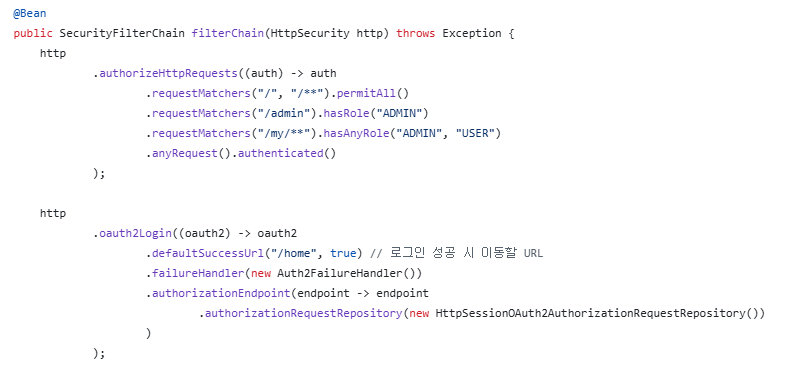 @Bean
public SecurityFilterChain filterChain(HttpSecurity http) throws Exception {
    http
            .authorizeHttpRequests((auth) -> auth
                    .requestMatchers("/", "/**").permitAll()
                    .requestMatchers("/admin").hasRole("ADMIN")
                    .requestMatchers("/my/**").hasAnyRole("ADMIN", "USER")
                    .anyRequest().authenticated()
            );

    http
            .oauth2Login((oauth2) -> oauth2
                    .defaultSuccessUrl("/home", true) // 로그인 성공 시 이동할 URL
                    .failureHandler(new Auth2FailureHandler())
                    .authorizationEndpoint(endpoint -> endpoint
                            .authorizationRequestRepository(new HttpSessionOAuth2AuthorizationRequestRepository())
                    )
            );